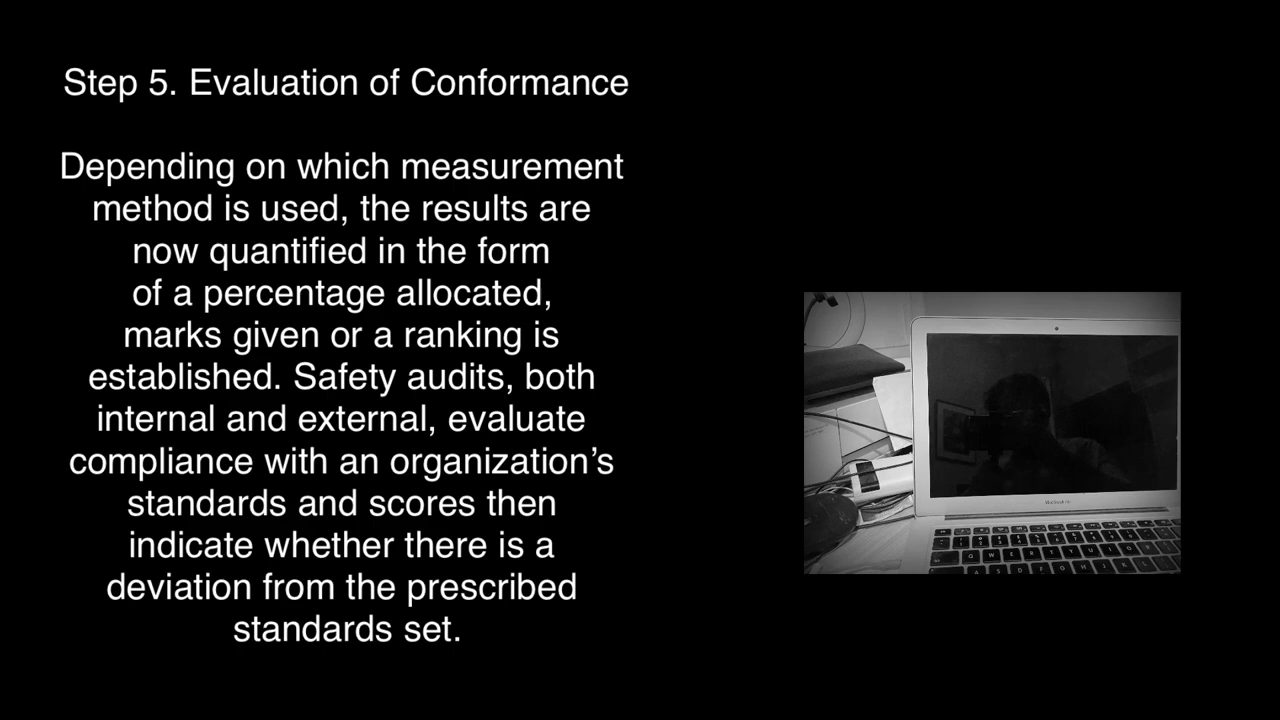 Step 5. Evaluation of Conformance
Depending on which measurement
method is used, the results are
now quantified in the form
of a percentage allocated,
marks given or a ranking is
established. Safety audits, both
internal and external, evaluate
compliance with an organization’s
standards and scores then
indicate whether there is a
deviation from the prescribed
standards set.
MacBook Air
Q W E R T Y U I O
A S D F G H J K L